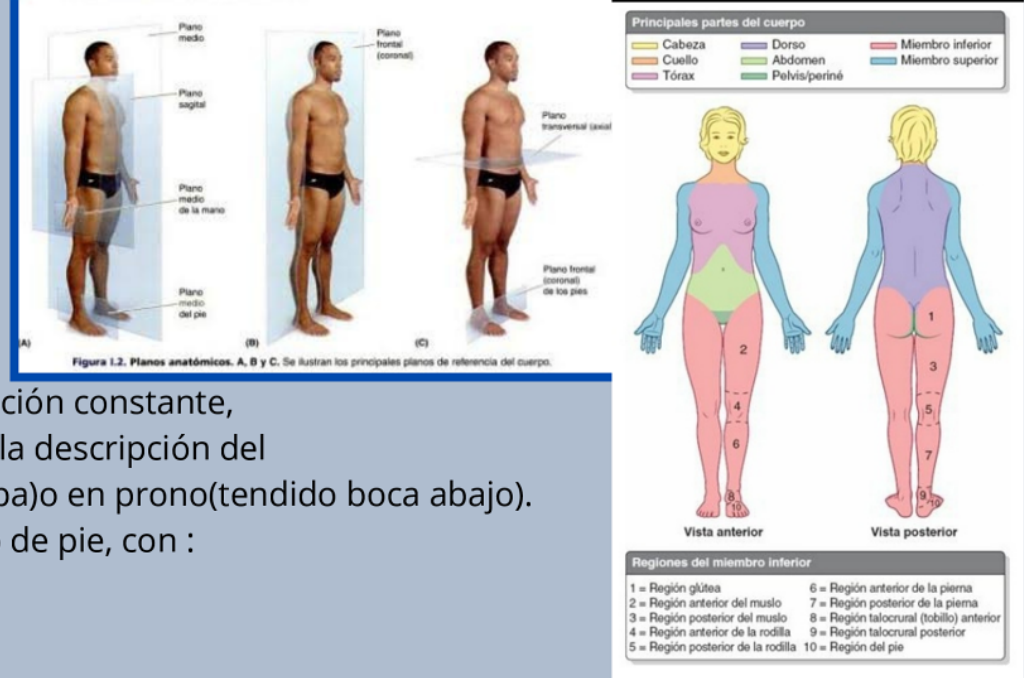 Plano
medio
Plano
sagital
Plano
medio
de la mano
Plano
medio
del pie
(A)
Plano
frontal
(coronal)
(B)
Plano
transversal (axial
Plano frontal
(coronal)
de los pies
(C)
Figura I.2. Planos anatómicos. A, B y C. Se ilustran los principales planos de referencia del cuerpo.
ción constante,
la descripción del
ba)o en prono(tendido boca abajo).
de pie, con :
Principales partes del cuerpo
Cabeza Dorso Miembro inferior
Cuello Abdomen Miembro superior
Tórax Pelvis/periné
1
2
3
4
5
6
7
8
9
10
10
Vista anterior Vista posterior
Regiones del miembro inferior
1 = Región glútea
2 = Región anterior del muslo
3 = Región posterior del muslo
4 = Región anterior de la rodilla
5 = Región posterior de la rodilla
6 = Región anterior de la pierna
7 = Región posterior de la pierna
8 = Región talocrural (tobillo) anterior
9 = Región talocrural posterior
10 = Región del pie